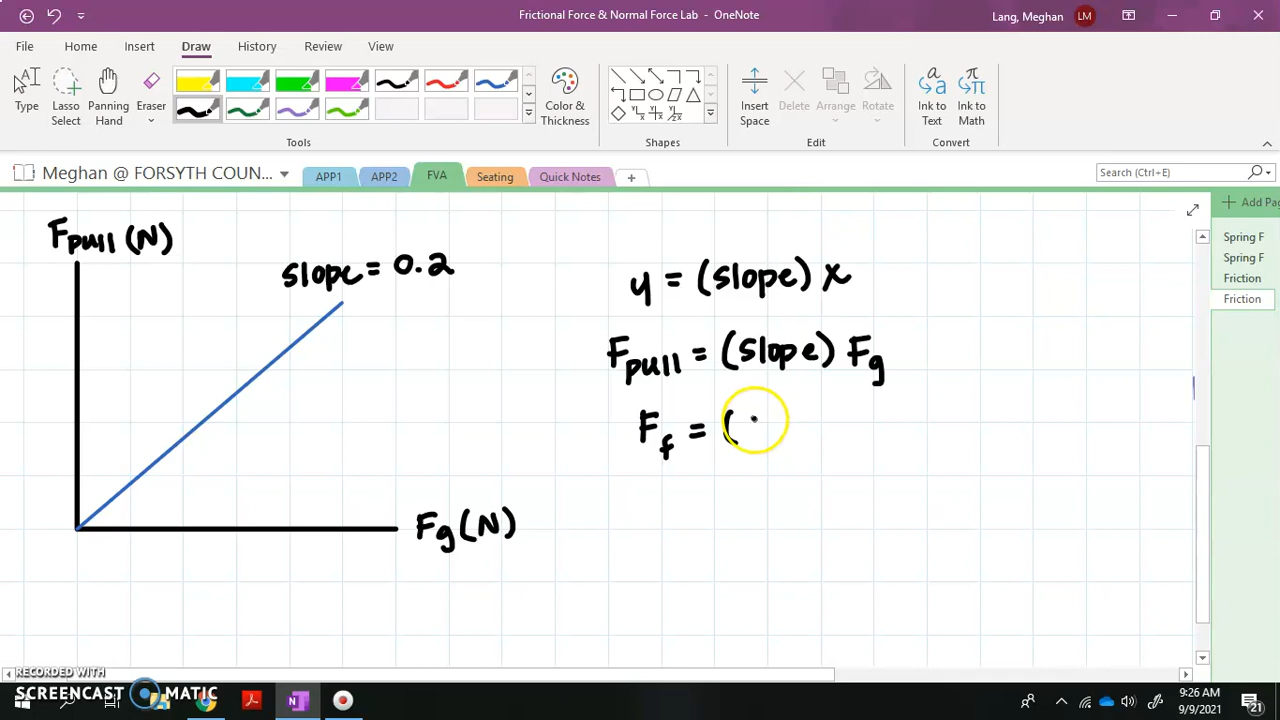 Frictional Force & Normal Force Lab - OneNote
Lang, Meghan LM
File Home Insert Draw History Review View
Type
Lasso Select
Panning Hand
Eraser
Color & Thickness
Insert Space
Delete
Arrange
Rotate
Ink to Text
Ink to Math
Tools
Shapes
Edit
Convert
Meghan @ FORSYTH COUN...
APP1 APP2 FVA Seating Quick Notes
Search (Ctrl+E)
Add Pag
Spring F
Spring F
Friction
Friction
Fpull (N)
slope = 0.2
Fg (N)
y = (slope) x
Fpull = (slope) Fg
Ff = (
RECORDED WITH
SCREENCAST MATIC
9:26 AM
9/9/2021
21